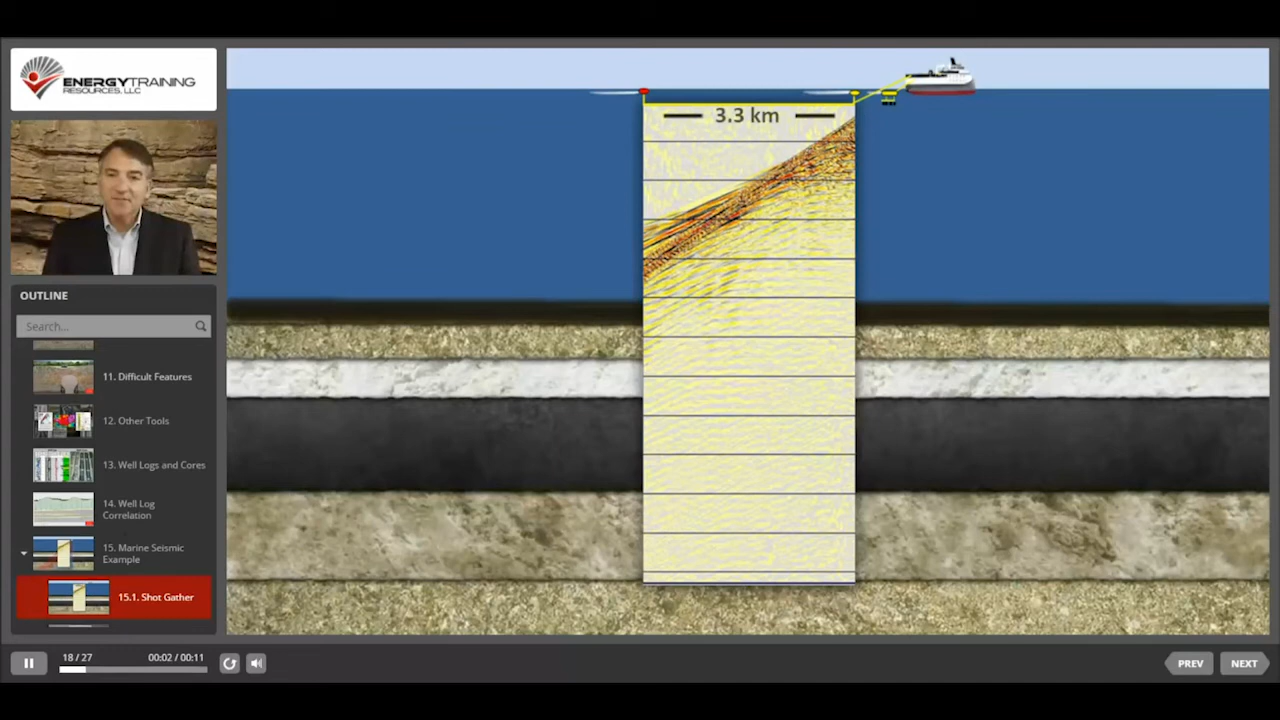 ENERGYTRAINING
RESOURCES, LLC
3.3 km
OUTLINE
Search...
11. Difficult Features
12. Other Tools
13. Well Logs and Cores
14. Well Log
Correlation
15. Marine Seismic
Example
15.1. Shot Gather
18 / 27
00:02 / 00:11
PREV
NEXT